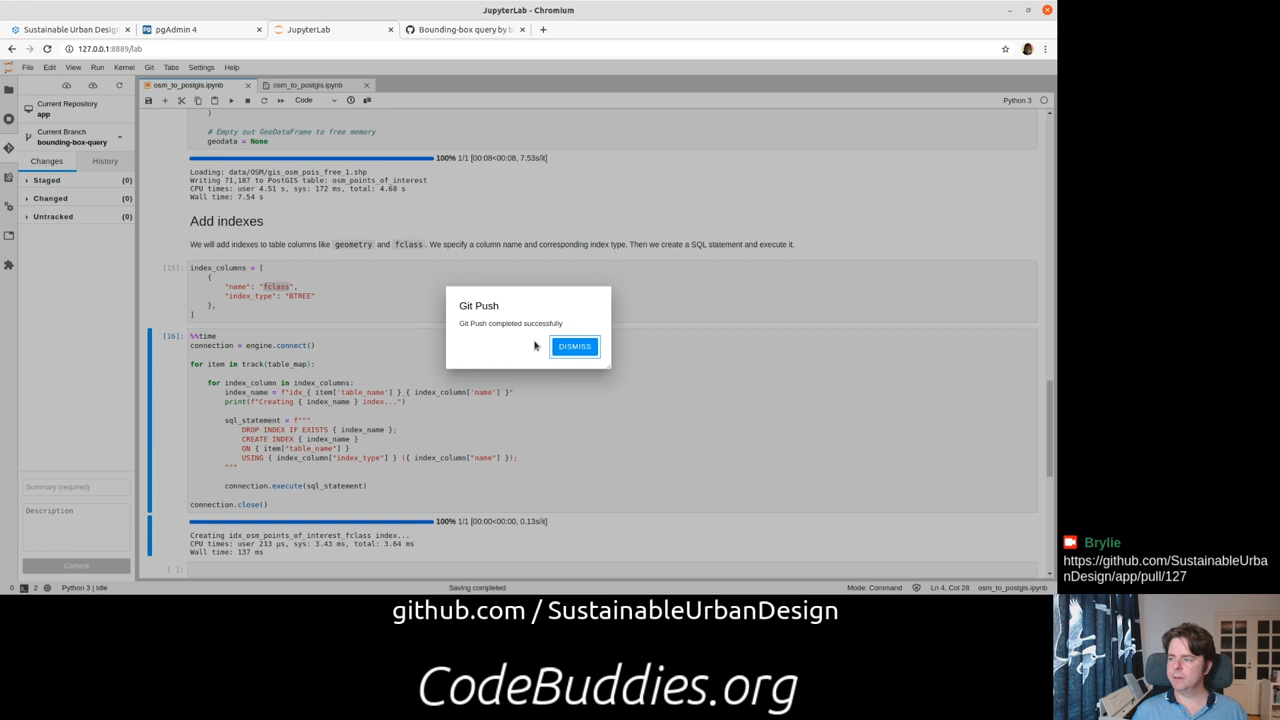 JupyterLab - Chromium
Sustainable Urban Desig
pgAdmin 4
JupyterLab
Bounding-box query by b
127.0.0.1:8889/lab
File Edit View Run Kernel Git Tabs Settings Help
osm_to_postgis.ipynb
osm_to_postgis.ipynb
Code
git
Python 3
Current Repository
app
Current Branch
bounding-box-query
Changes
History
Staged (0)
Changed (0)
Untracked (0)
Summary (required)
Description
Commit
)
# Empty out GeoDataFrame to free memory
geodata = None
100% 1/1 [00:08<00:08, 7.53s/it]
Loading: data/OSM/gis_osm_pois_free_1.shp
Writing 71,187 to PostGIS table: osm_points_of_interest
CPU times: user 4.51 s, sys: 172 ms, total: 4.68 s
Wall time: 7.54 s
Add indexes
We will add indexes to table columns like geometry and fclass. We specify a column name and corresponding index type. Then we create a SQL statement and execute it.
[15]: index_columns = [
{
"name": "fclass",
"index_type": "BTREE"
},
]
Git Push
Git Push completed successfully
DISMISS
[16]: %%time
connection = engine.connect()
for item in track(table_map):
for index_column in index_columns:
index_name = f"idx_{ item['table_name'] }_{ index_column['name'] }"
print(f"Creating { index_name } index...")
sql_statement = f"""
DROP INDEX IF EXISTS { index_name };
CREATE INDEX { index_name }
ON { item["table_name"] }
USING { index_column["index_type"] } ({ index_column["name"] });
"""
connection.execute(sql_statement)
connection.close()
100% 1/1 [00:00<00:00, 0.13s/it]
Creating idx_osm_points_of_interest_fclass index...
CPU times: user 213 µs, sys: 3.43 ms, total: 3.64 ms
Wall time: 137 ms
[ ]:
0 2 Python 3 | Idle
Saving completed
Mode: Command
Ln 4, Col 28
osm_to_postgis.ipynb
Brylie
https://github.com/SustainableUrba
nDesign/app/pull/127
github.com / SustainableUrbanDesign
CodeBuddies.org